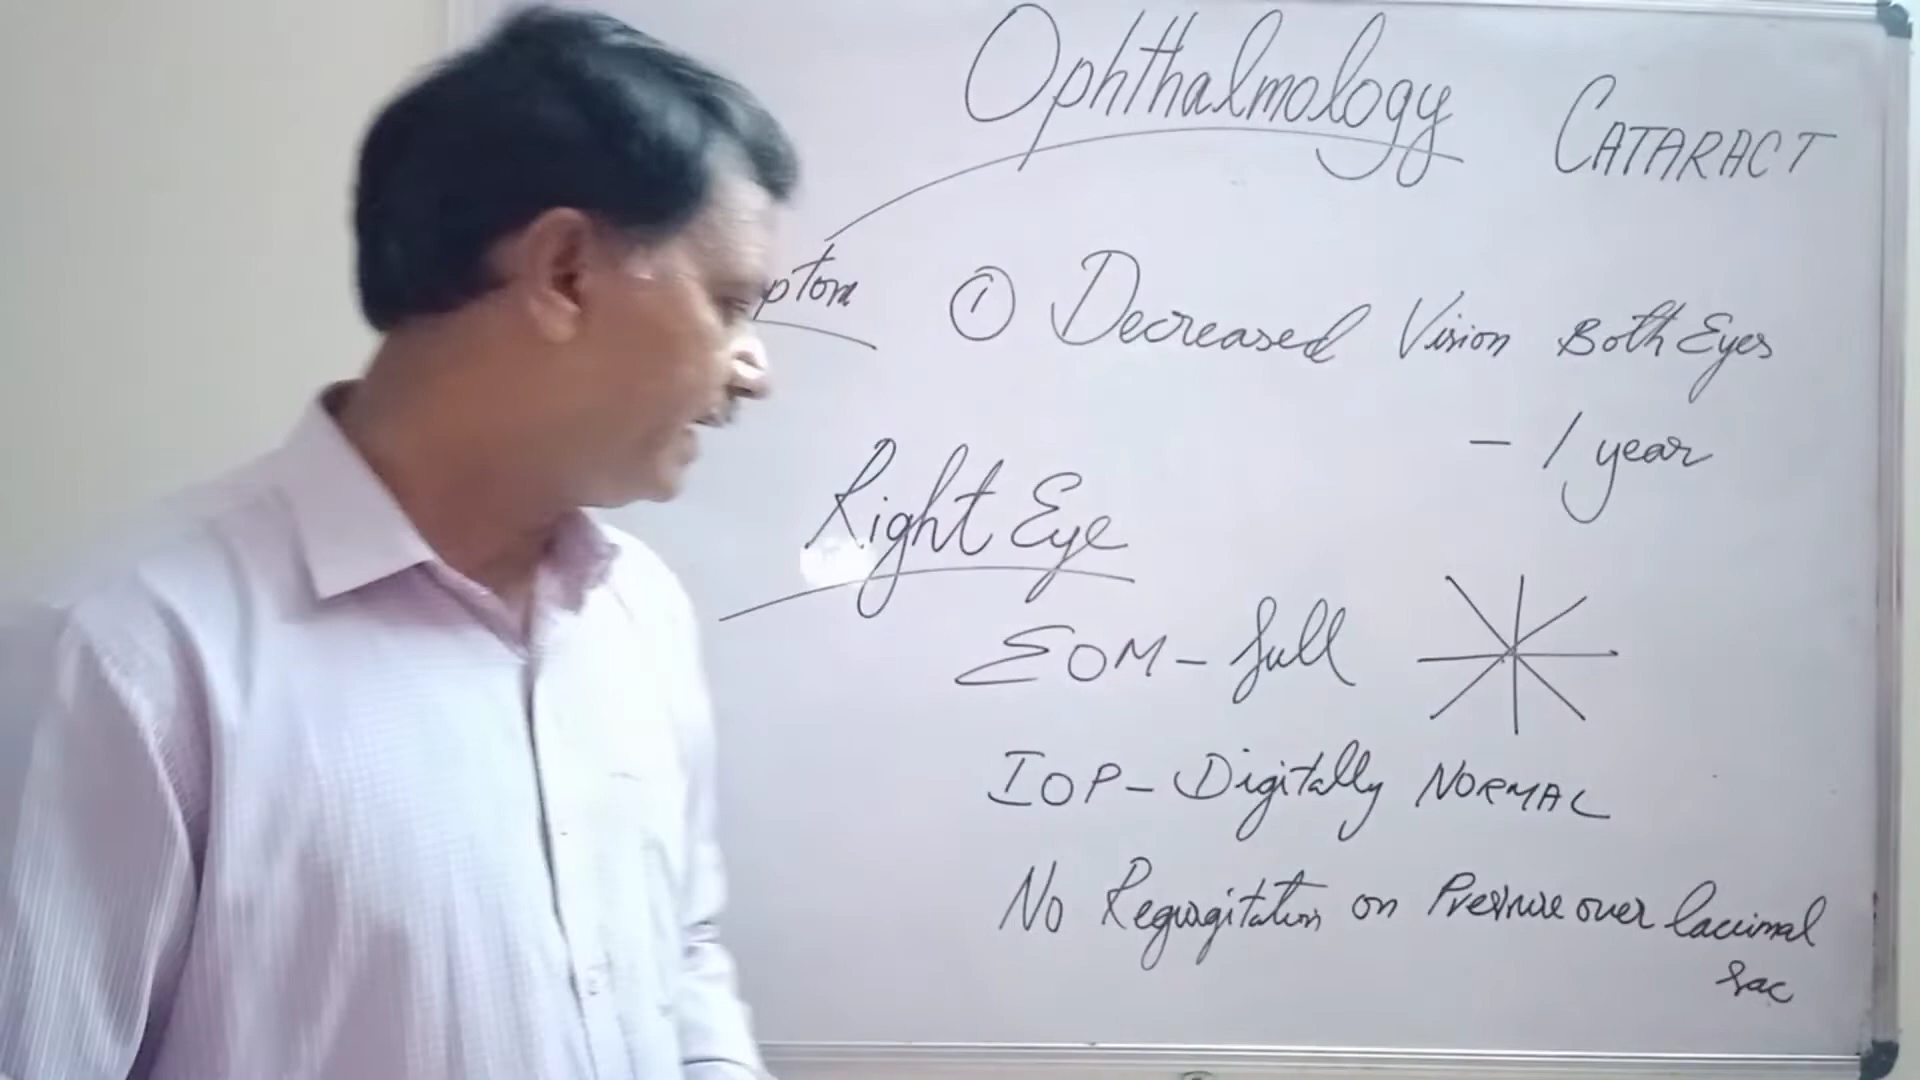 Ophthalmology CATARACT
ptom ① Decreased Vision Both Eyes
- 1 year
Right Eye
EOM - full
IOP - Digitally NORMAL
No Regurgitation on Pressure over lacrimal
sac